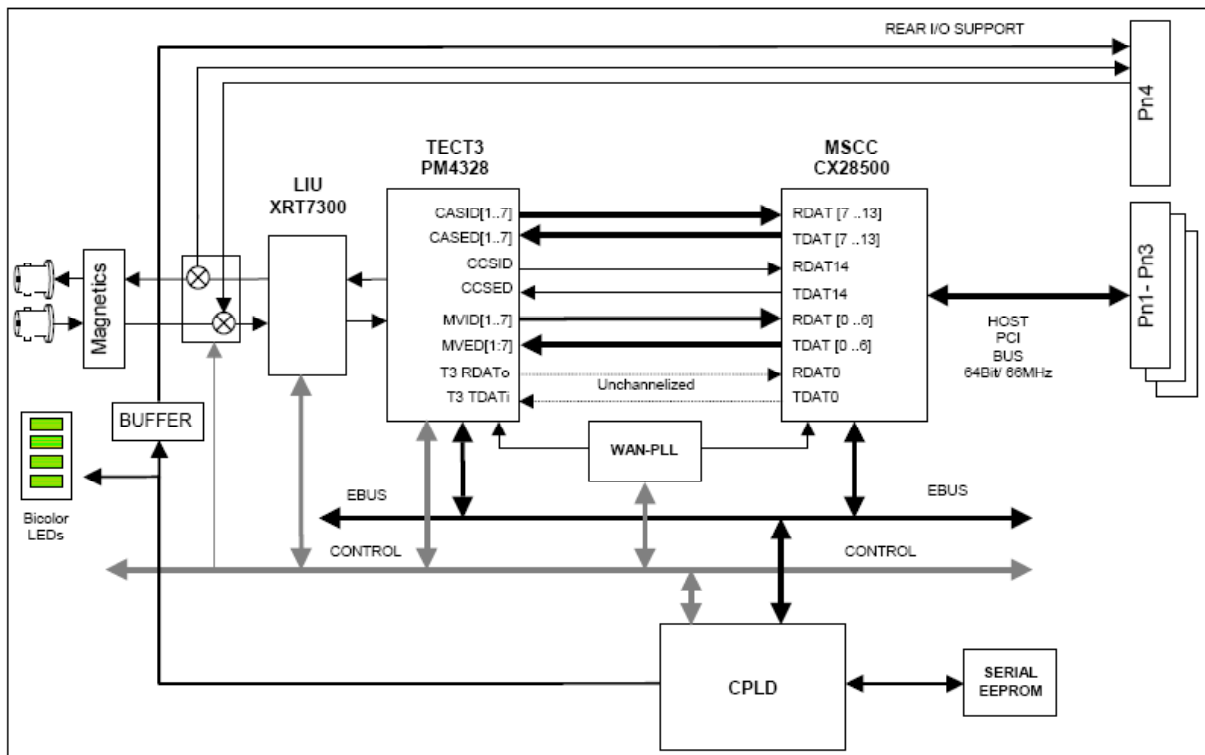 REAR I/O SUPPORT
Pn4
TECT3
PM4328
MSCC
CX28500
LIU
XRT7300
CASID[1..7]
RDAT [7 ..13]
CASED[1..7]
TDAT [7 ..13]
CCSID
RDAT14
CCSED
TDAT14
MVID[1..7]
RDAT [0 ..6]
MVED[1:7]
TDAT [0 ..6]
T3 RDATo
RDAT0
Unchannelized
T3 TDATi
TDAT0
Magnetics
HOST
PCI
BUS
64Bit/ 66MHz
Pn1- Pn3
BUFFER
WAN-PLL
Bicolor
LEDs
EBUS
EBUS
CONTROL
CONTROL
CPLD
SERIAL
EEPROM